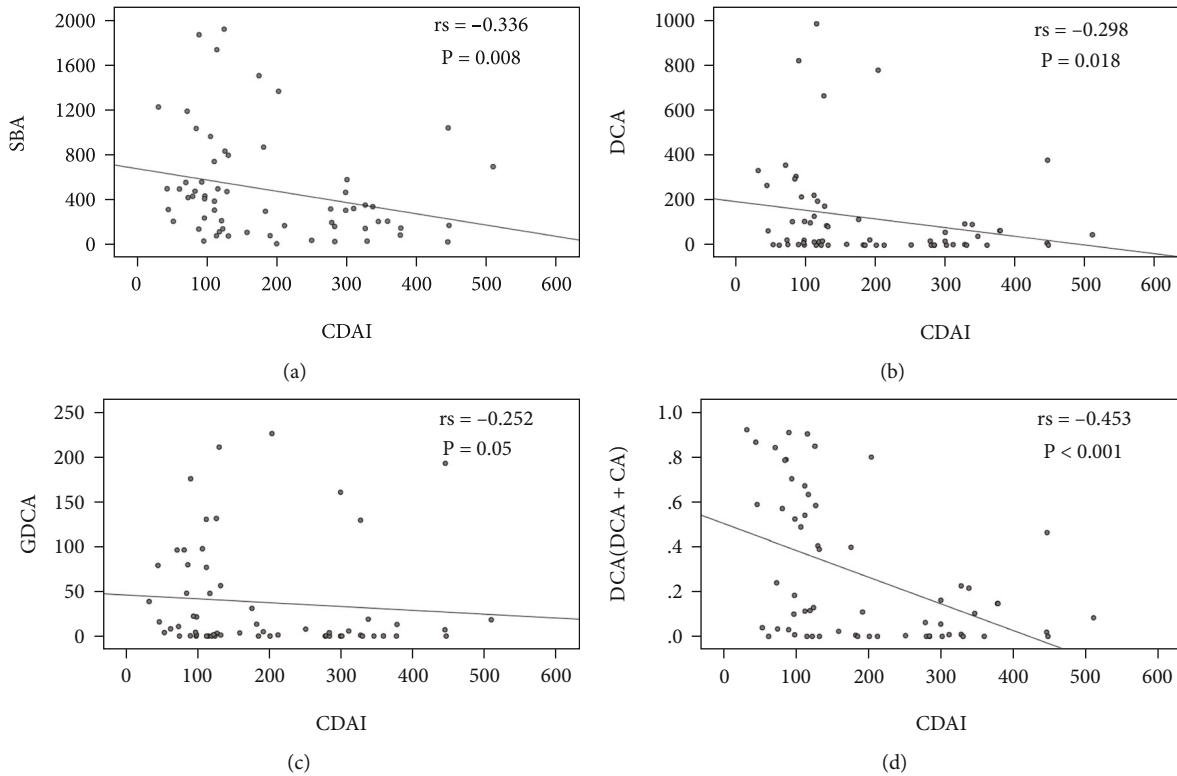 2000
1600
1200
800
400
0
SBA
rs = –0.336
P = 0.008
0 100 200 300 400 500 600
CDAI
(a)
1000
800
600
400
200
0
DCA
rs = –0.298
P = 0.018
0 100 200 300 400 500 600
CDAI
(b)
250
200
150
100
50
0
GDCA
rs = –0.252
P = 0.05
0 100 200 300 400 500 600
CDAI
(c)
1.0
.8
.6
.4
.2
.0
DCA(DCA + CA)
rs = –0.453
P < 0.001
0 100 200 300 400 500 600
CDAI
(d)